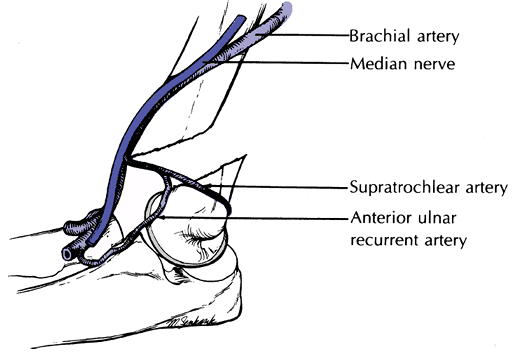 Brachial artery
Median nerve
Supratrochlear artery
Anterior ulnar
recurrent artery